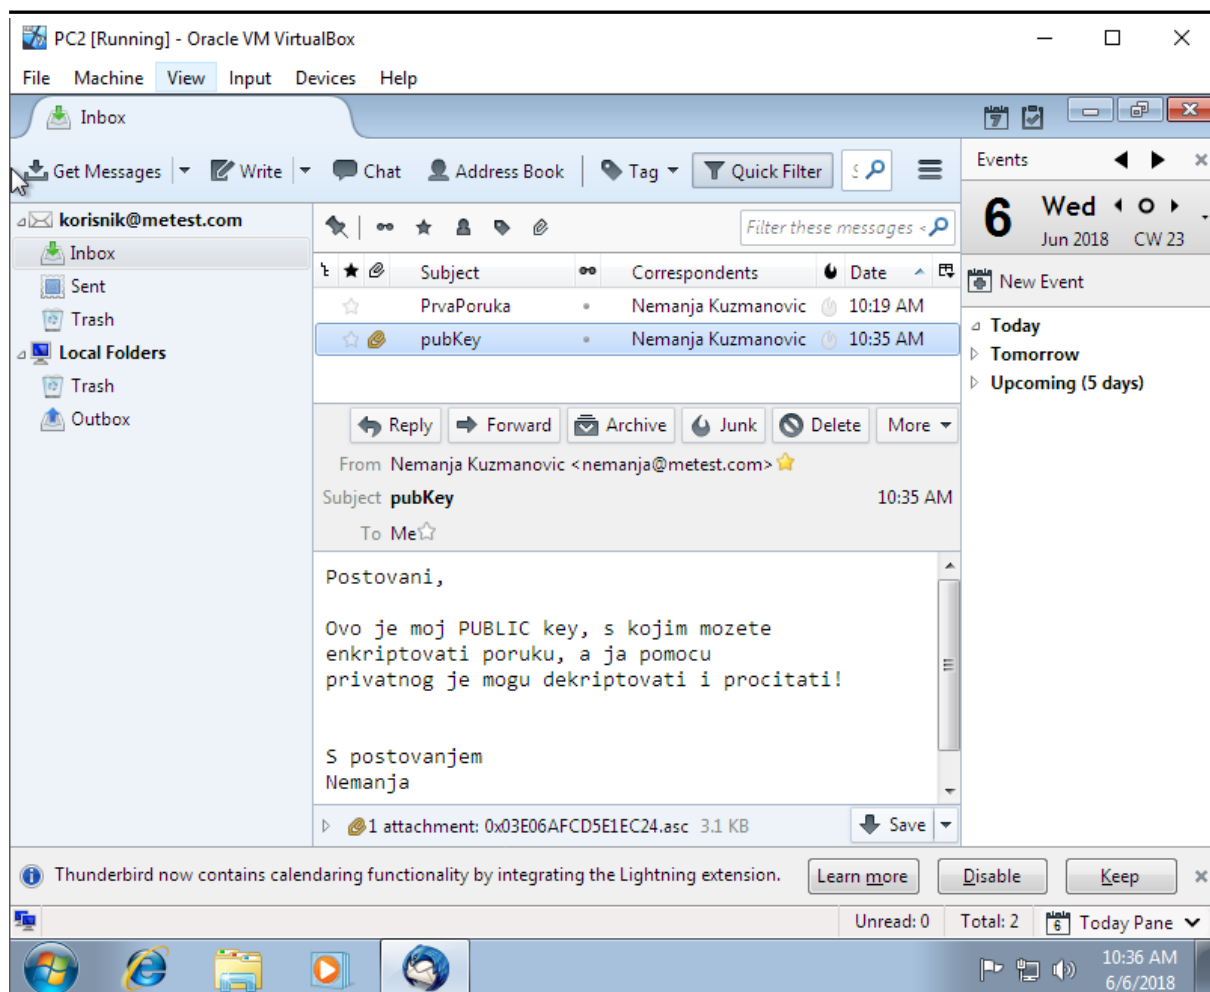 PC2 [Running] - Oracle VM VirtualBox
File Machine View Input Devices Help
Inbox
7
Get Messages Write Chat Address Book Tag Quick Filter
Events
korisnik@metest.com
Inbox
Sent
Trash
Local Folders
Trash
Outbox
Filter these messages <
Subject Correspondents Date
PrvaPoruka Nemanja Kuzmanovic 10:19 AM
pubKey Nemanja Kuzmanovic 10:35 AM
Reply Forward Archive Junk Delete More
From Nemanja Kuzmanovic <nemanja@metest.com>
Subject pubKey 10:35 AM
To Me
Postovani,
Ovo je moj PUBLIC key, s kojim mozete
enkriptovati poruku, a ja pomocu
privatnog je mogu dekriptovati i procitati!
S postovanjem
Nemanja
1 attachment: 0x03E06AFCD5E1EC24.asc 3.1 KB Save
6 Wed
Jun 2018 CW 23
New Event
Today
Tomorrow
Upcoming (5 days)
Thunderbird now contains calendaring functionality by integrating the Lightning extension. Learn more Disable Keep
Unread: 0 Total: 2 6 Today Pane
10:36 AM
6/6/2018